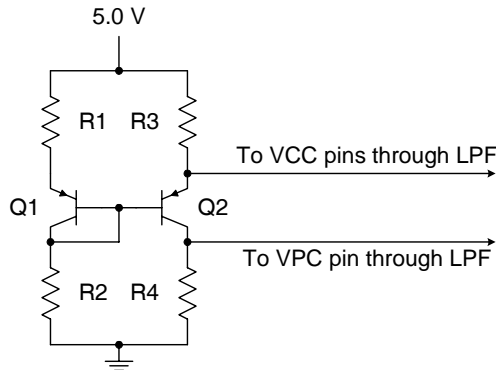 5.0 V
R1
R3
To VCC pins through LPF
Q1
Q2
To VPC pin through LPF
R2
R4